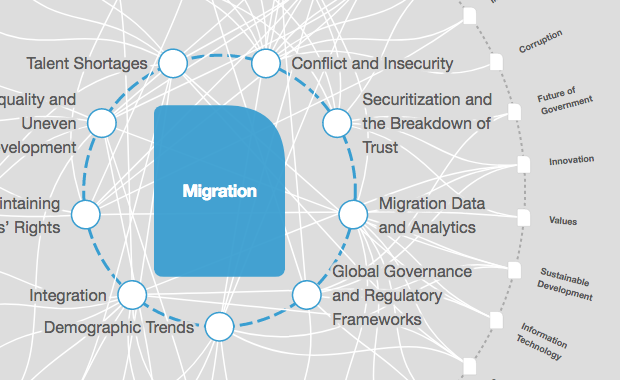 Corruption
Talent Shortages
Conflict and Insecurity
quality and
Uneven
velopment
Securitization and
the Breakdown of
Trust
Future of
Government
Migration
Innovation
intaining
s' Rights
Migration Data
and Analytics
Values
Global Governance
and Regulatory
Frameworks
Sustainable
Development
Integration
Demographic Trends
Information
Technology